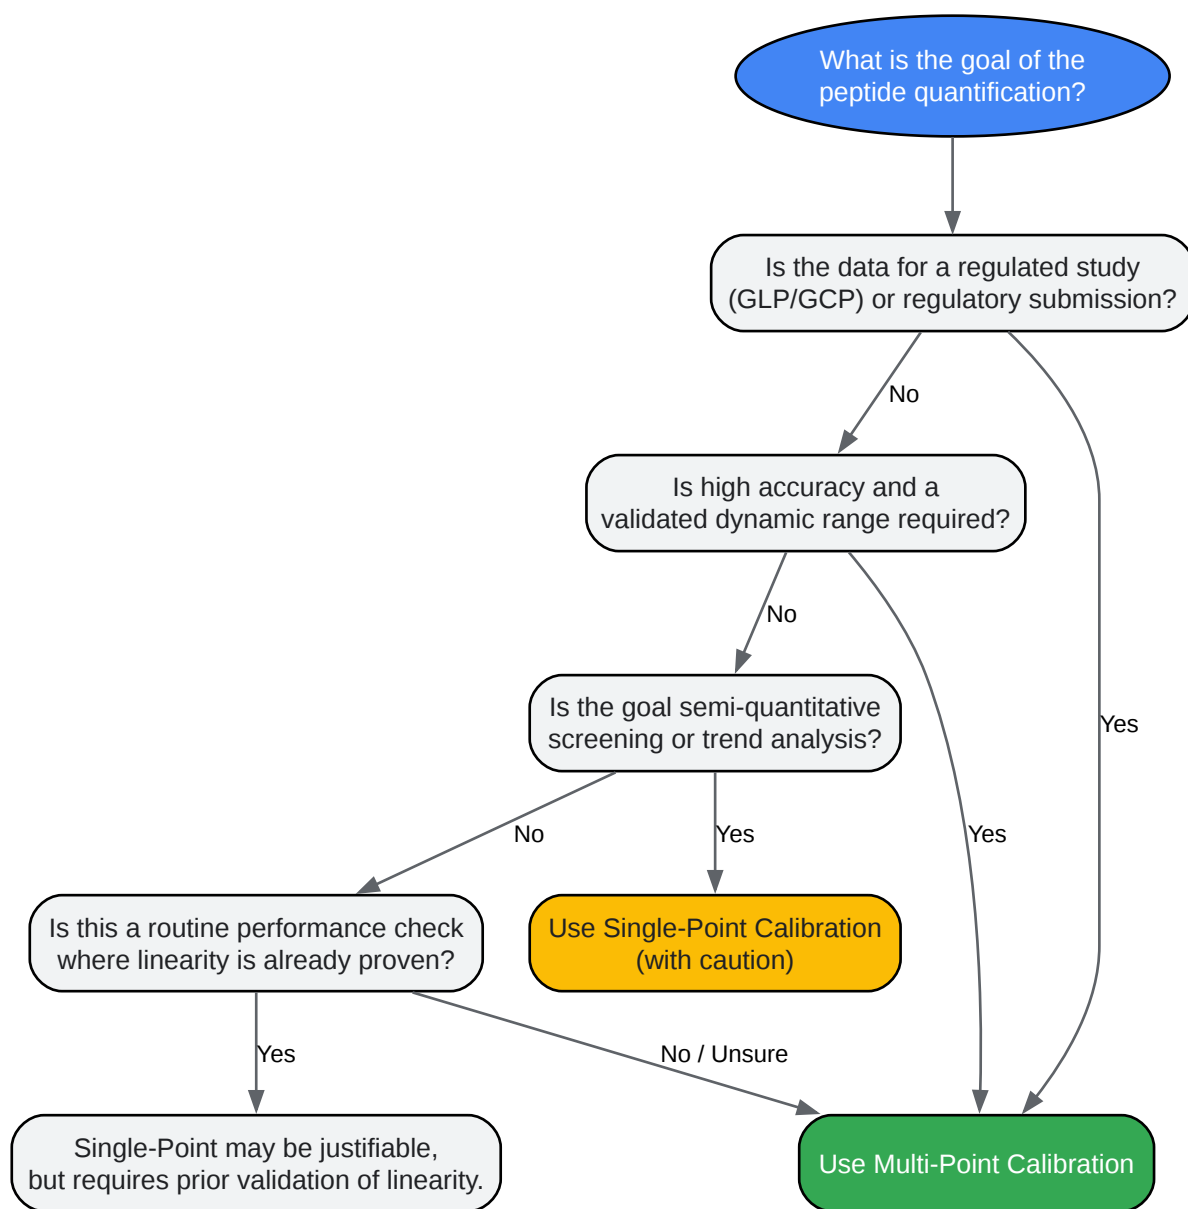 What is the goal of the
peptide quantification?
Is the data for a regulated study
(GLP/GCP) or regulatory submission?
No
Is high accuracy and a
validated dynamic range required?
No
Is the goal semi-quantitative
screening or trend analysis?
Yes
No
Yes
Yes
Is this a routine performance check
where linearity is already proven?
Use Single-Point Calibration
(with caution)
Yes
No / Unsure
Single-Point may be justifiable,
but requires prior validation of linearity.
Use Multi-Point Calibration